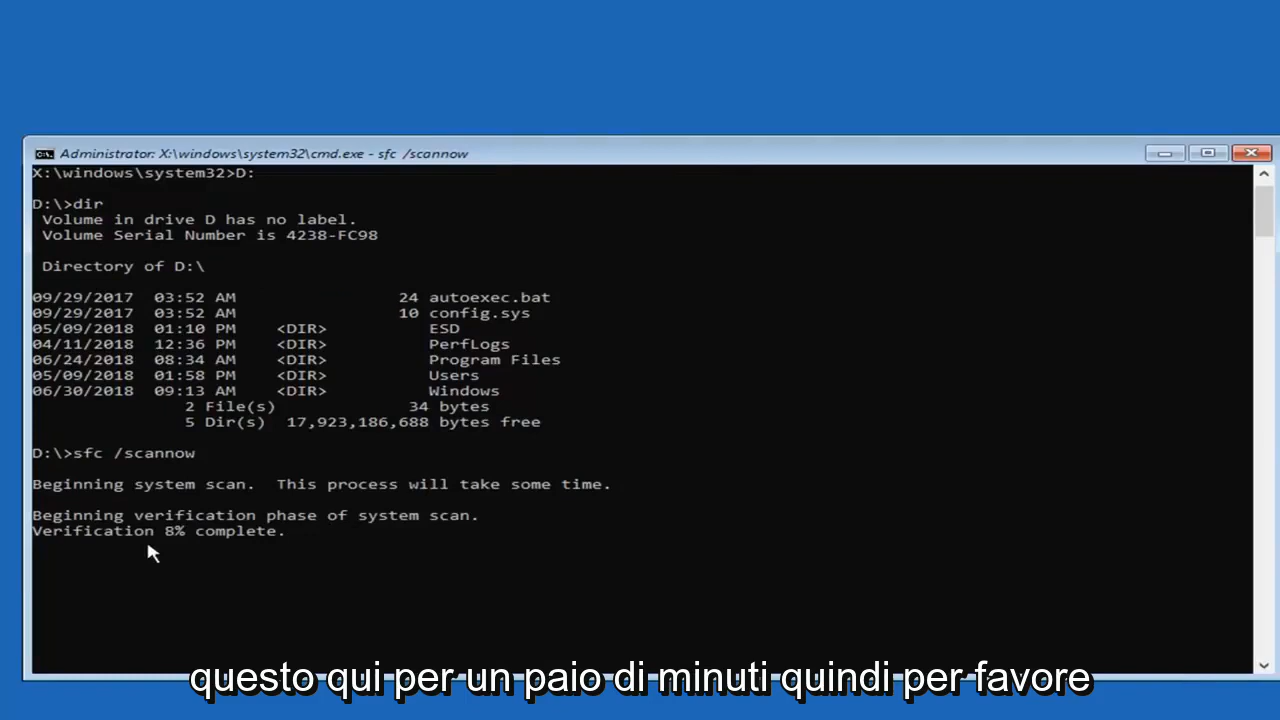 Administrator: X:\windows\system32\cmd.exe - sfc /scannow
X:\windows\system32>D:
D:\>dir
Volume in drive D has no label.
Volume Serial Number is 4238-FC98
Directory of D:\
09/29/2017 03:52 AM 24 autoexec.bat
09/29/2017 03:52 AM 10 config.sys
05/09/2018 01:10 PM <DIR> ESD
04/11/2018 12:36 PM <DIR> PerfLogs
06/24/2018 08:34 AM <DIR> Program Files
05/09/2018 01:58 PM <DIR> Users
06/30/2018 09:13 AM <DIR> Windows
2 File(s) 34 bytes
5 Dir(s) 17,923,186,688 bytes free
D:\>sfc /scannow
Beginning system scan. This process will take some time.
Beginning verification phase of system scan.
Verification 8% complete.
questo qui per un paio di minuti quindi per favore